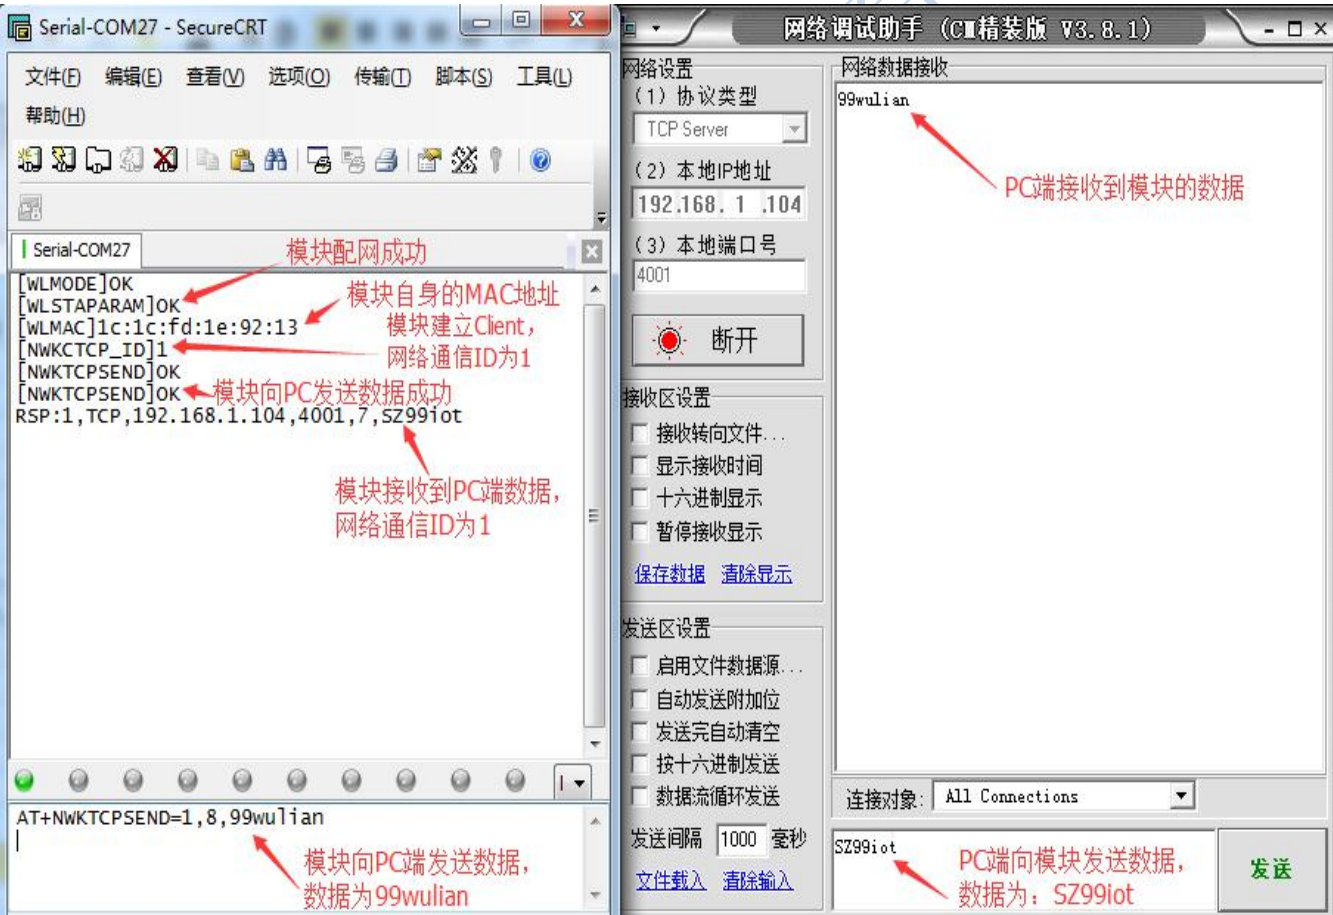 Serial-COM27 - SecureCRT
文件(F) 编辑(E) 查看(V) 选项(O) 传输(T) 脚本(S) 工具(L)
帮助(H)
Serial-COM27
模块配网成功
[WLMODE]OK
[WLSTAPARAM]OK
模块自身的MAC地址
[WLMAC]1c:1c:fd:1e:92:13
模块建立Client，
网络通信ID为1
[NWKCTCP_ID]1
[NWKTCPSEND]OK
[NWKTCPSEND]OK
模块向PC发送数据成功
RSP:1,TCP,192.168.1.104,4001,7,SZ99iot
模块接收到PC端数据，
网络通信ID为1
AT+NWKTCPSEND=1,8,99wulian
模块向PC端发送数据，
数据为99wulian
网络调试助手 (C■精装版 V3.8.1)
网络设置
(1) 协议类型
TCP Server
(2) 本地IP地址
192.168. 1 .104
(3) 本地端口号
4001
断开
接收区设置
接收转向文件...
显示接收时间
十六进制显示
暂停接收显示
保存数据 清除显示
发送区设置
启用文件数据源...
自动发送附加位
发送完自动清空
按十六进制发送
数据流循环发送
发送间隔 1000 毫秒
文件载入 清除输入
网络数据接收
99wulian
PC端接收到模块的数据
连接对象: All Connections
SZ99iot
PC端向模块发送数据，
数据为：SZ99iot
发送